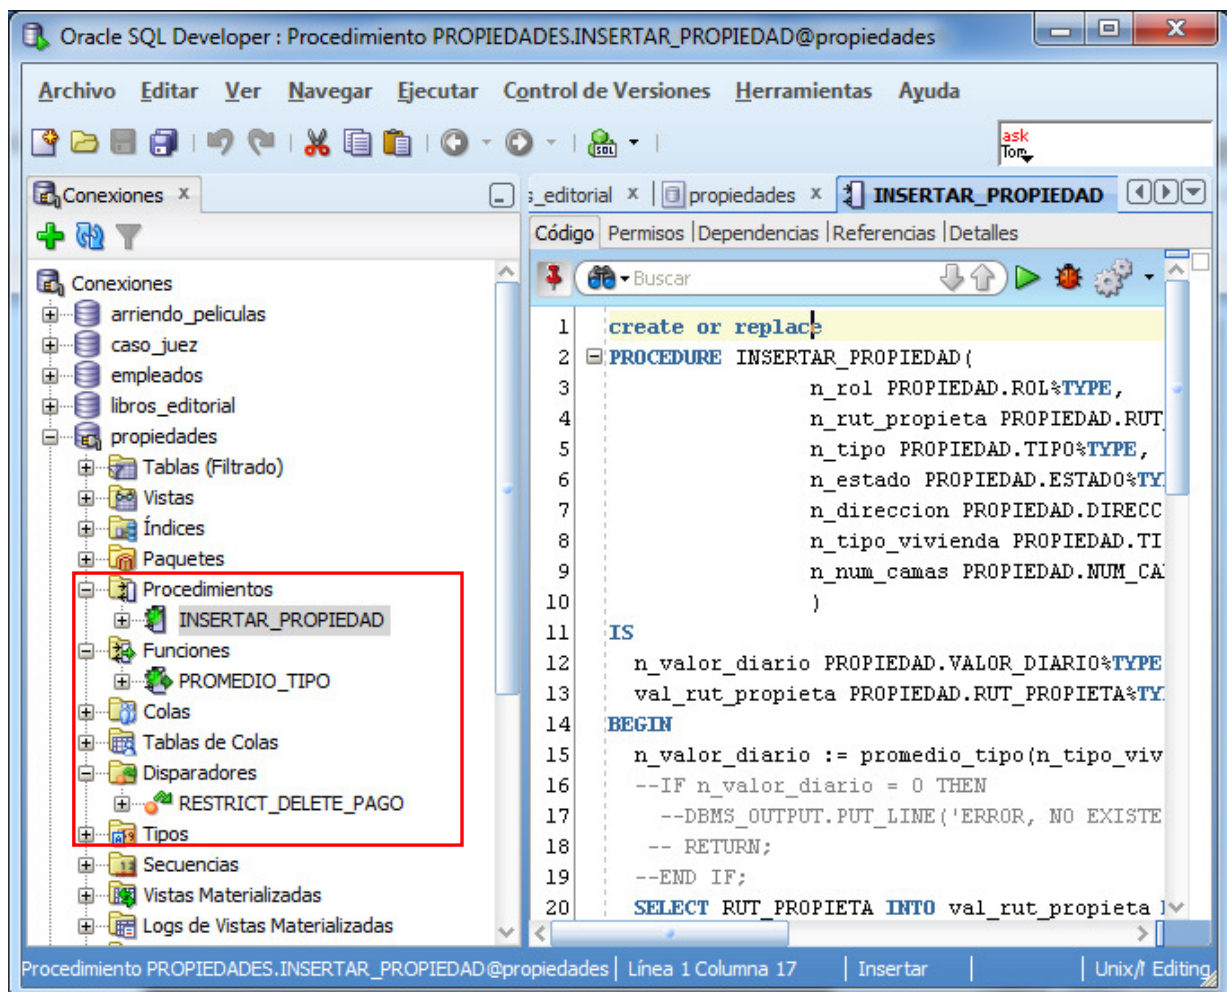 Oracle SQL Developer : Procedimiento PROPIEDADES.INSERTAR_PROPIEDAD@propiedades
Archivo Editar Ver Navegar Ejecutar Control de Versiones Herramientas Ayuda
SQL
ask
Tom
Conexiones x
Conexiones
arriendo_peliculas
caso_juez
empleados
libros_editorial
propiedades
Tablas (Filtrado)
Vistas
Índices
Paquetes
Procedimientos
INSERTAR_PROPIEDAD
Funciones
PROMEDIO_TIPO
Colas
Tablas de Colas
Disparadores
RESTRICT_DELETE_PAGO
Tipos
Secuencias
Vistas Materializadas
Logs de Vistas Materializadas
s_editorial x propiedades x INSERTAR_PROPIEDAD
Código Permisos |Dependencias |Referencias |Detalles
Buscar
1 create or replace
2 PROCEDURE INSERTAR_PROPIEDAD(
3 n_rol PROPIEDAD.ROL%TYPE,
4 n_rut_propieta PROPIEDAD.RUT_
5 n_tipo PROPIEDAD.TIPO%TYPE,
6 n_estado PROPIEDAD.ESTADO%TY
7 n_direccion PROPIEDAD.DIRECC
8 n_tipo_vivienda PROPIEDAD.TI
9 n_num_camas PROPIEDAD.NUM_CA
10 )
11 IS
12 n_valor_diario PROPIEDAD.VALOR_DIARIO%TYPE
13 val_rut_propieta PROPIEDAD.RUT_PROPIETA%TY
14 BEGIN
15 n_valor_diario := promedio_tipo(n_tipo_viv
16 --IF n_valor_diario = 0 THEN
17 --DBMS_OUTPUT.PUT_LINE('ERROR, NO EXISTE
18 -- RETURN;
19 --END IF;
20 SELECT RUT_PROPIETA INTO val_rut_propieta
Procedimiento PROPIEDADES.INSERTAR_PROPIEDAD@propiedades | Línea 1 Columna 17 | Insertar | | Unix/ Editing